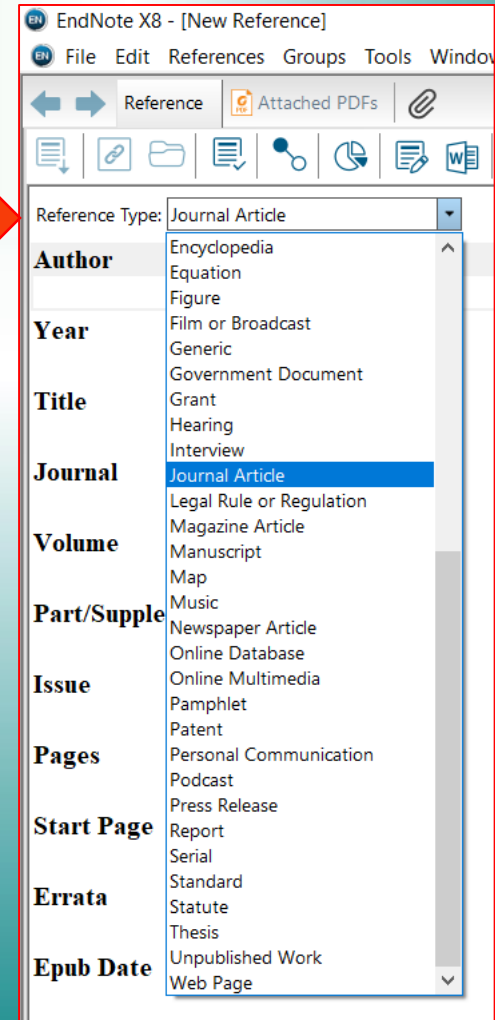 EN EndNote X8 - [New Reference]
EN File Edit References Groups Tools Window
Reference Attached PDFs
Reference Type: Journal Article
Author
Year
Title
Journal
Volume
Part/Supple
Issue
Pages
Start Page
Errata
Epub Date
Encyclopedia
Equation
Figure
Film or Broadcast
Generic
Government Document
Grant
Hearing
Interview
Journal Article
Legal Rule or Regulation
Magazine Article
Manuscript
Map
Music
Newspaper Article
Online Database
Online Multimedia
Pamphlet
Patent
Personal Communication
Podcast
Press Release
Report
Serial
Standard
Statute
Thesis
Unpublished Work
Web Page